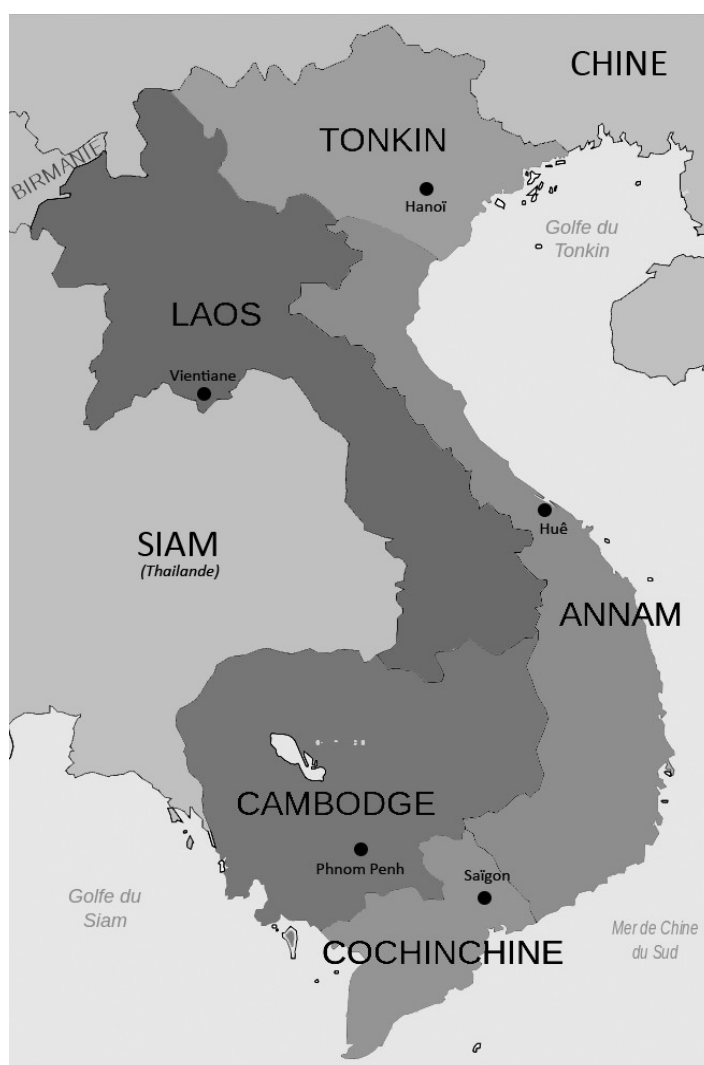 CHINE
TONKIN
BIRMANIE
Hanoï
Golfe du
Tonkin
LAOS
Vientiane
Huê
SIAM
(Thailande)
ANNAM
CAMBODGE
Phnom Penh
Saïgon
Golfe du
Siam
Mer de Chine
du Sud
COCHINCHINE